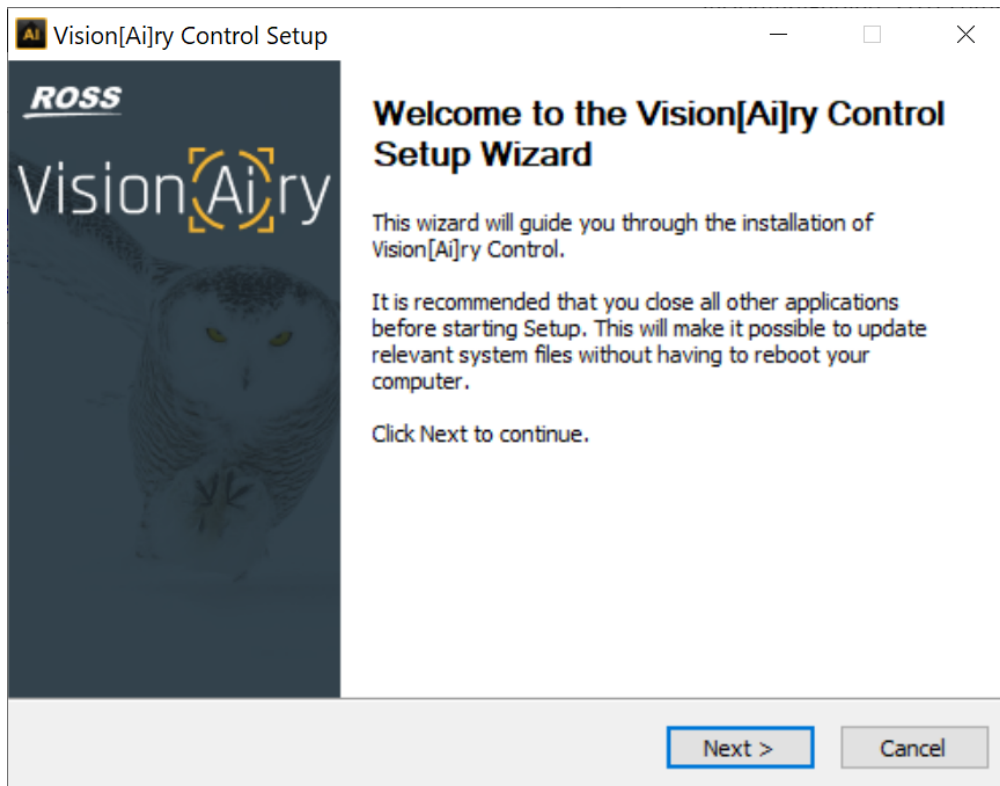 Vision[Ai]ry Control Setup
ROSS
Vision[Ai]ry
Welcome to the Vision[Ai]ry Control
Setup Wizard
This wizard will guide you through the installation of
Vision[Ai]ry Control.
It is recommended that you close all other applications
before starting Setup. This will make it possible to update
relevant system files without having to reboot your
computer.
Click Next to continue.
Next >
Cancel